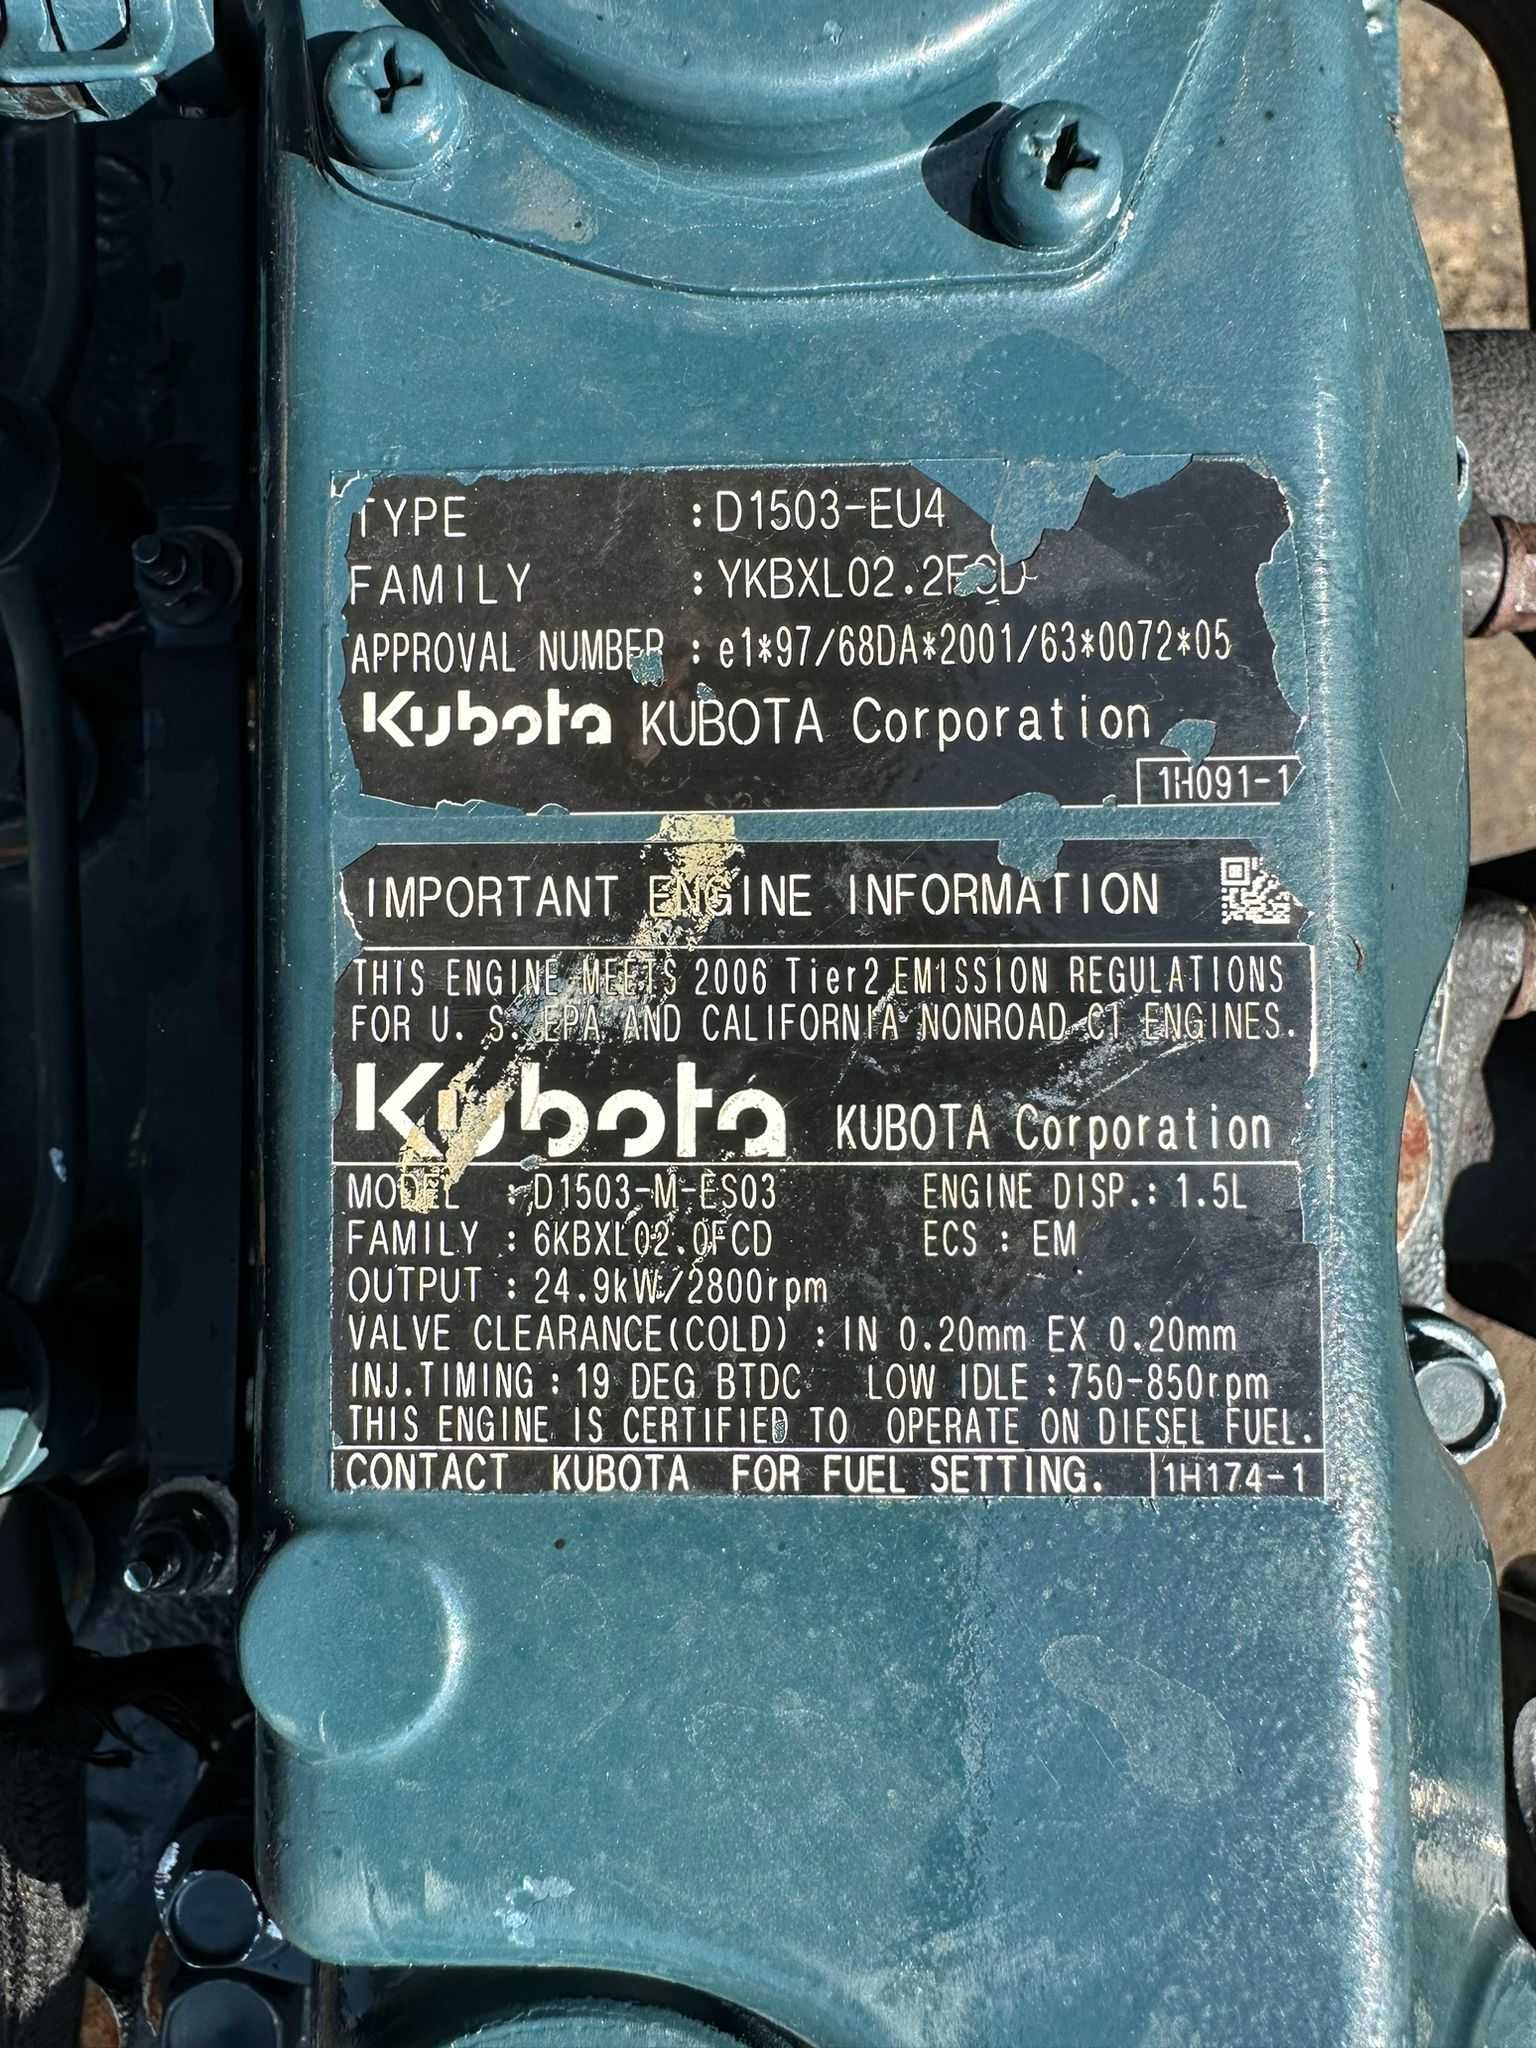 TYPE :D1503-EU4
FAMILY :YKBXL02.2FCD
APPROVAL NUMBER :e1*97/68DA*2001/63*0072*05
Kubota KUBOTA Corporation
1H091-1
IMPORTANT ENGINE INFORMATION
THIS ENGINE MEETS 2006 Tier2 EMISSION REGULATIONS
FOR U. S. EPA AND CALIFORNIA NONROAD CI ENGINES.
Kubota KUBOTA Corporation
MODEL : D1503-M-ES03 ENGINE DISP.: 1.5L
FAMILY : 6KBXL02.0FCD ECS : EM
OUTPUT : 24.9kW/2800rpm
VALVE CLEARANCE(COLD) : IN 0.20mm EX 0.20mm
INJ.TIMING : 19 DEG BTDC LOW IDLE :750-850rpm
THIS ENGINE IS CERTIFIED TO OPERATE ON DIESEL FUEL.
CONTACT KUBOTA FOR FUEL SETTING. 1H174-1